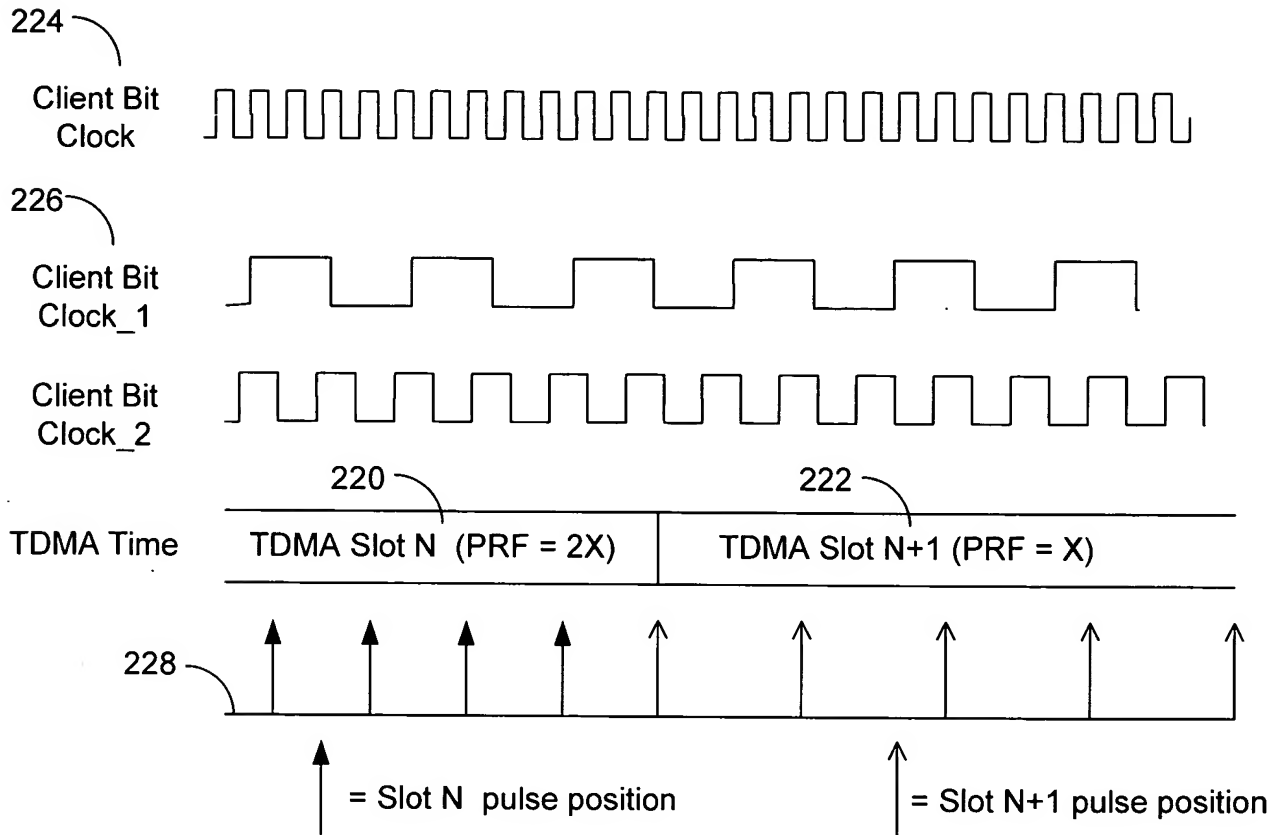 224
Client Bit
Clock
226
Client Bit
Clock_1
Client Bit
Clock_2
220
222
TDMA Time
TDMA Slot N (PRF = 2X)
TDMA Slot N+1 (PRF = X)
228
= Slot N pulse position
= Slot N+1 pulse position